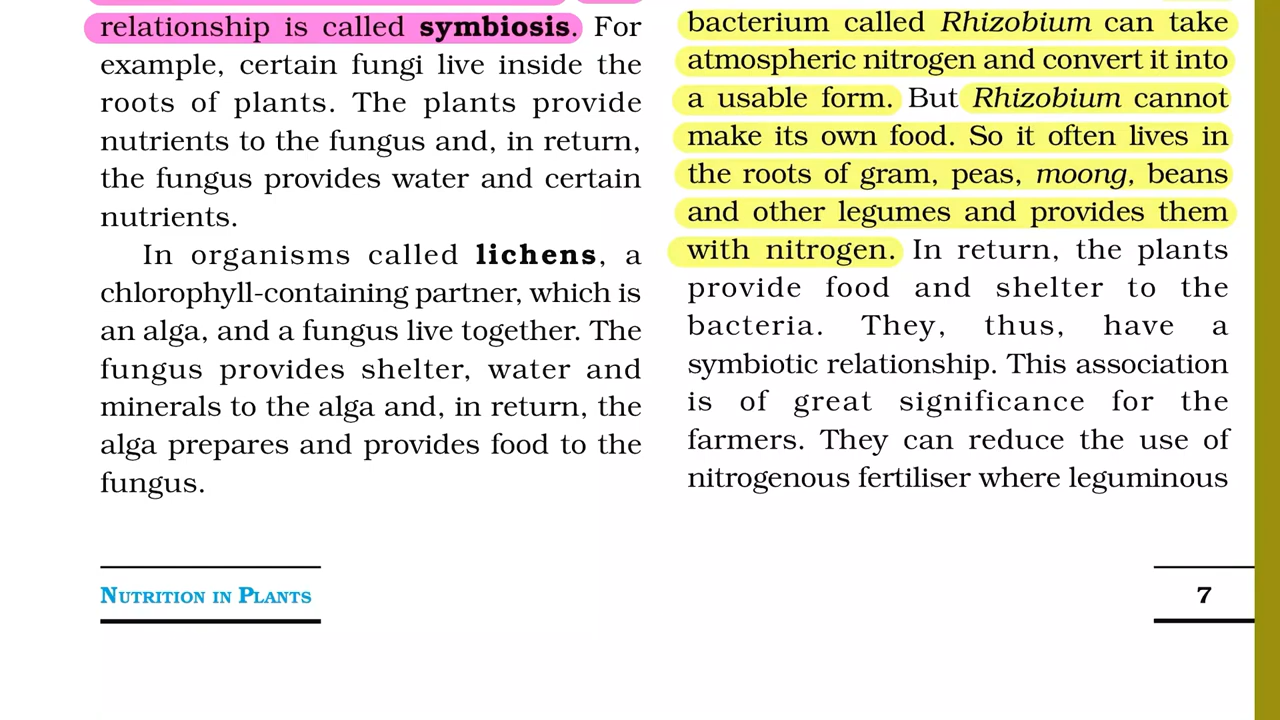 relationship is called symbiosis. For
example, certain fungi live inside the
roots of plants. The plants provide
nutrients to the fungus and, in return,
the fungus provides water and certain
nutrients.
In organisms called lichens, a
chlorophyll-containing partner, which is
an alga, and a fungus live together. The
fungus provides shelter, water and
minerals to the alga and, in return, the
alga prepares and provides food to the
fungus.
bacterium called Rhizobium can take
atmospheric nitrogen and convert it into
a usable form. But Rhizobium cannot
make its own food. So it often lives in
the roots of gram, peas, moong, beans
and other legumes and provides them
with nitrogen. In return, the plants
provide food and shelter to the
bacteria. They, thus, have a
symbiotic relationship. This association
is of great significance for the
farmers. They can reduce the use of
nitrogenous fertiliser where leguminous
NUTRITION IN PLANTS
7